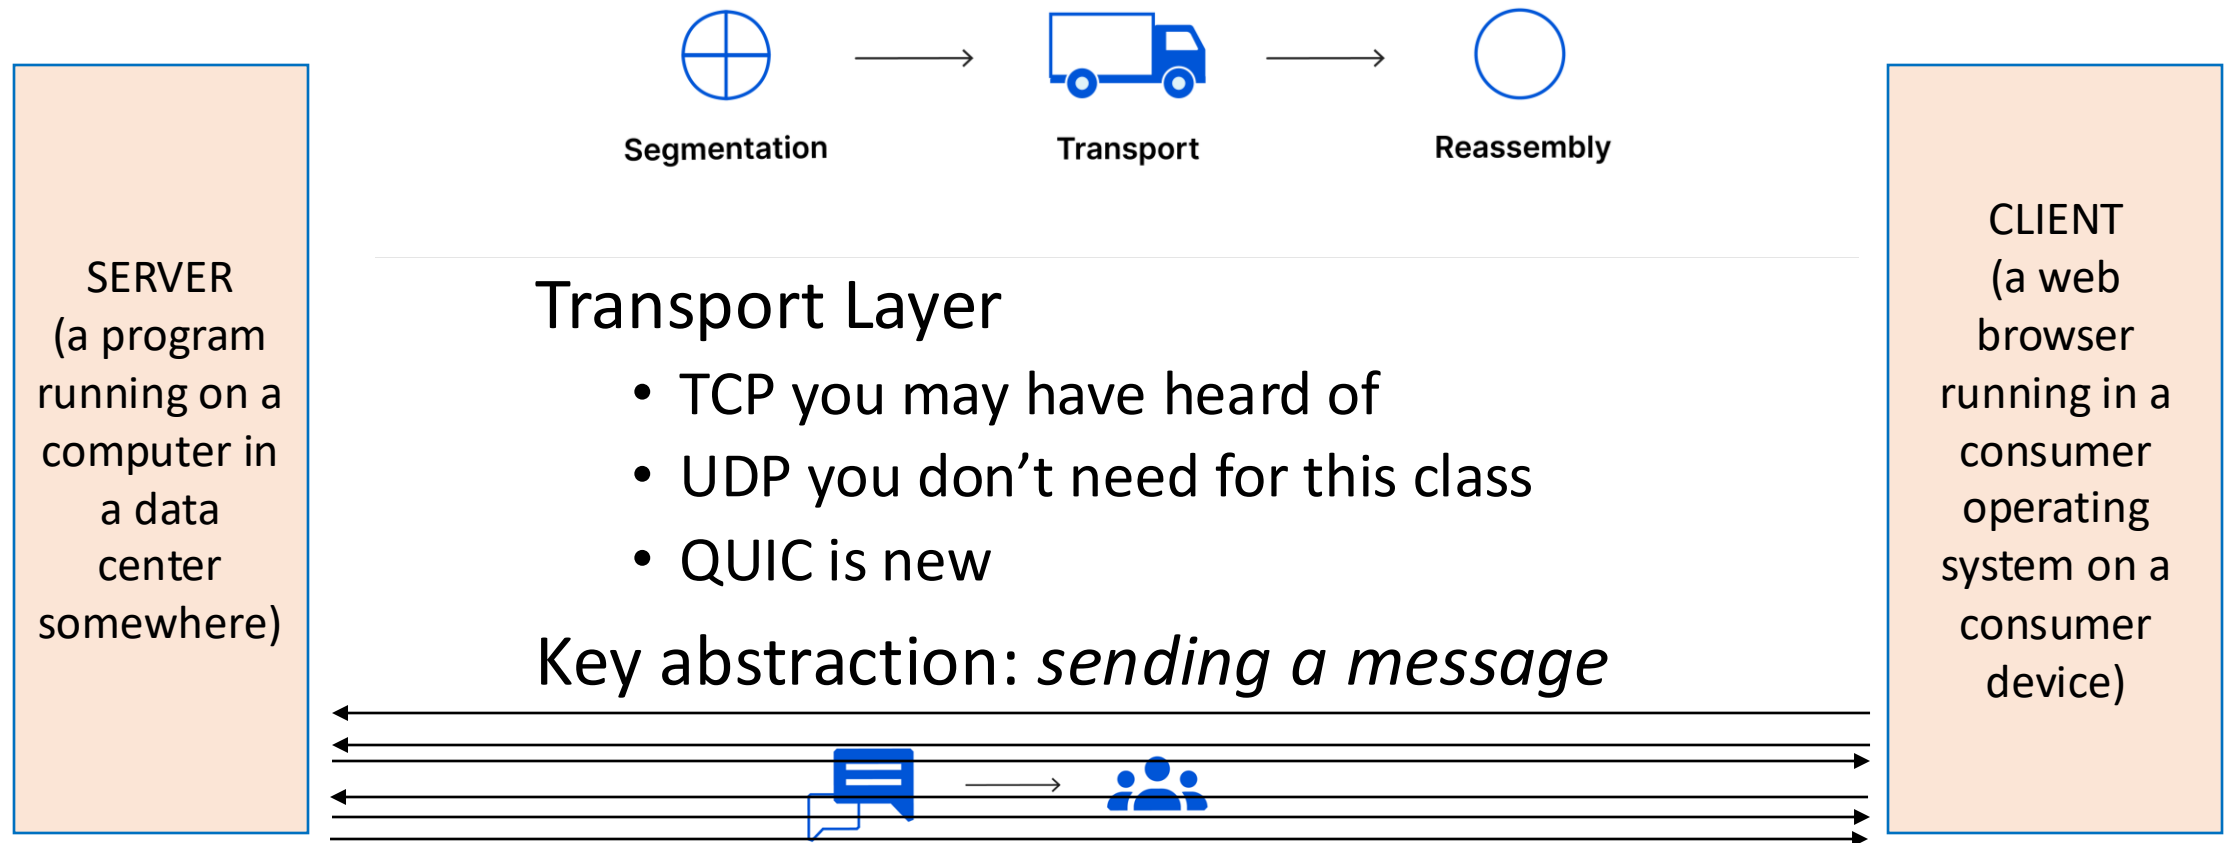 Segmentation
Transport
Reassembly
SERVER
(a program
running on a
computer in
a data
center
somewhere)
Transport Layer
• TCP you may have heard of
• UDP you don’t need for this class
• QUIC is new
Key abstraction: sending a message
CLIENT
(a web
browser
running in a
consumer
operating
system on a
consumer
device)